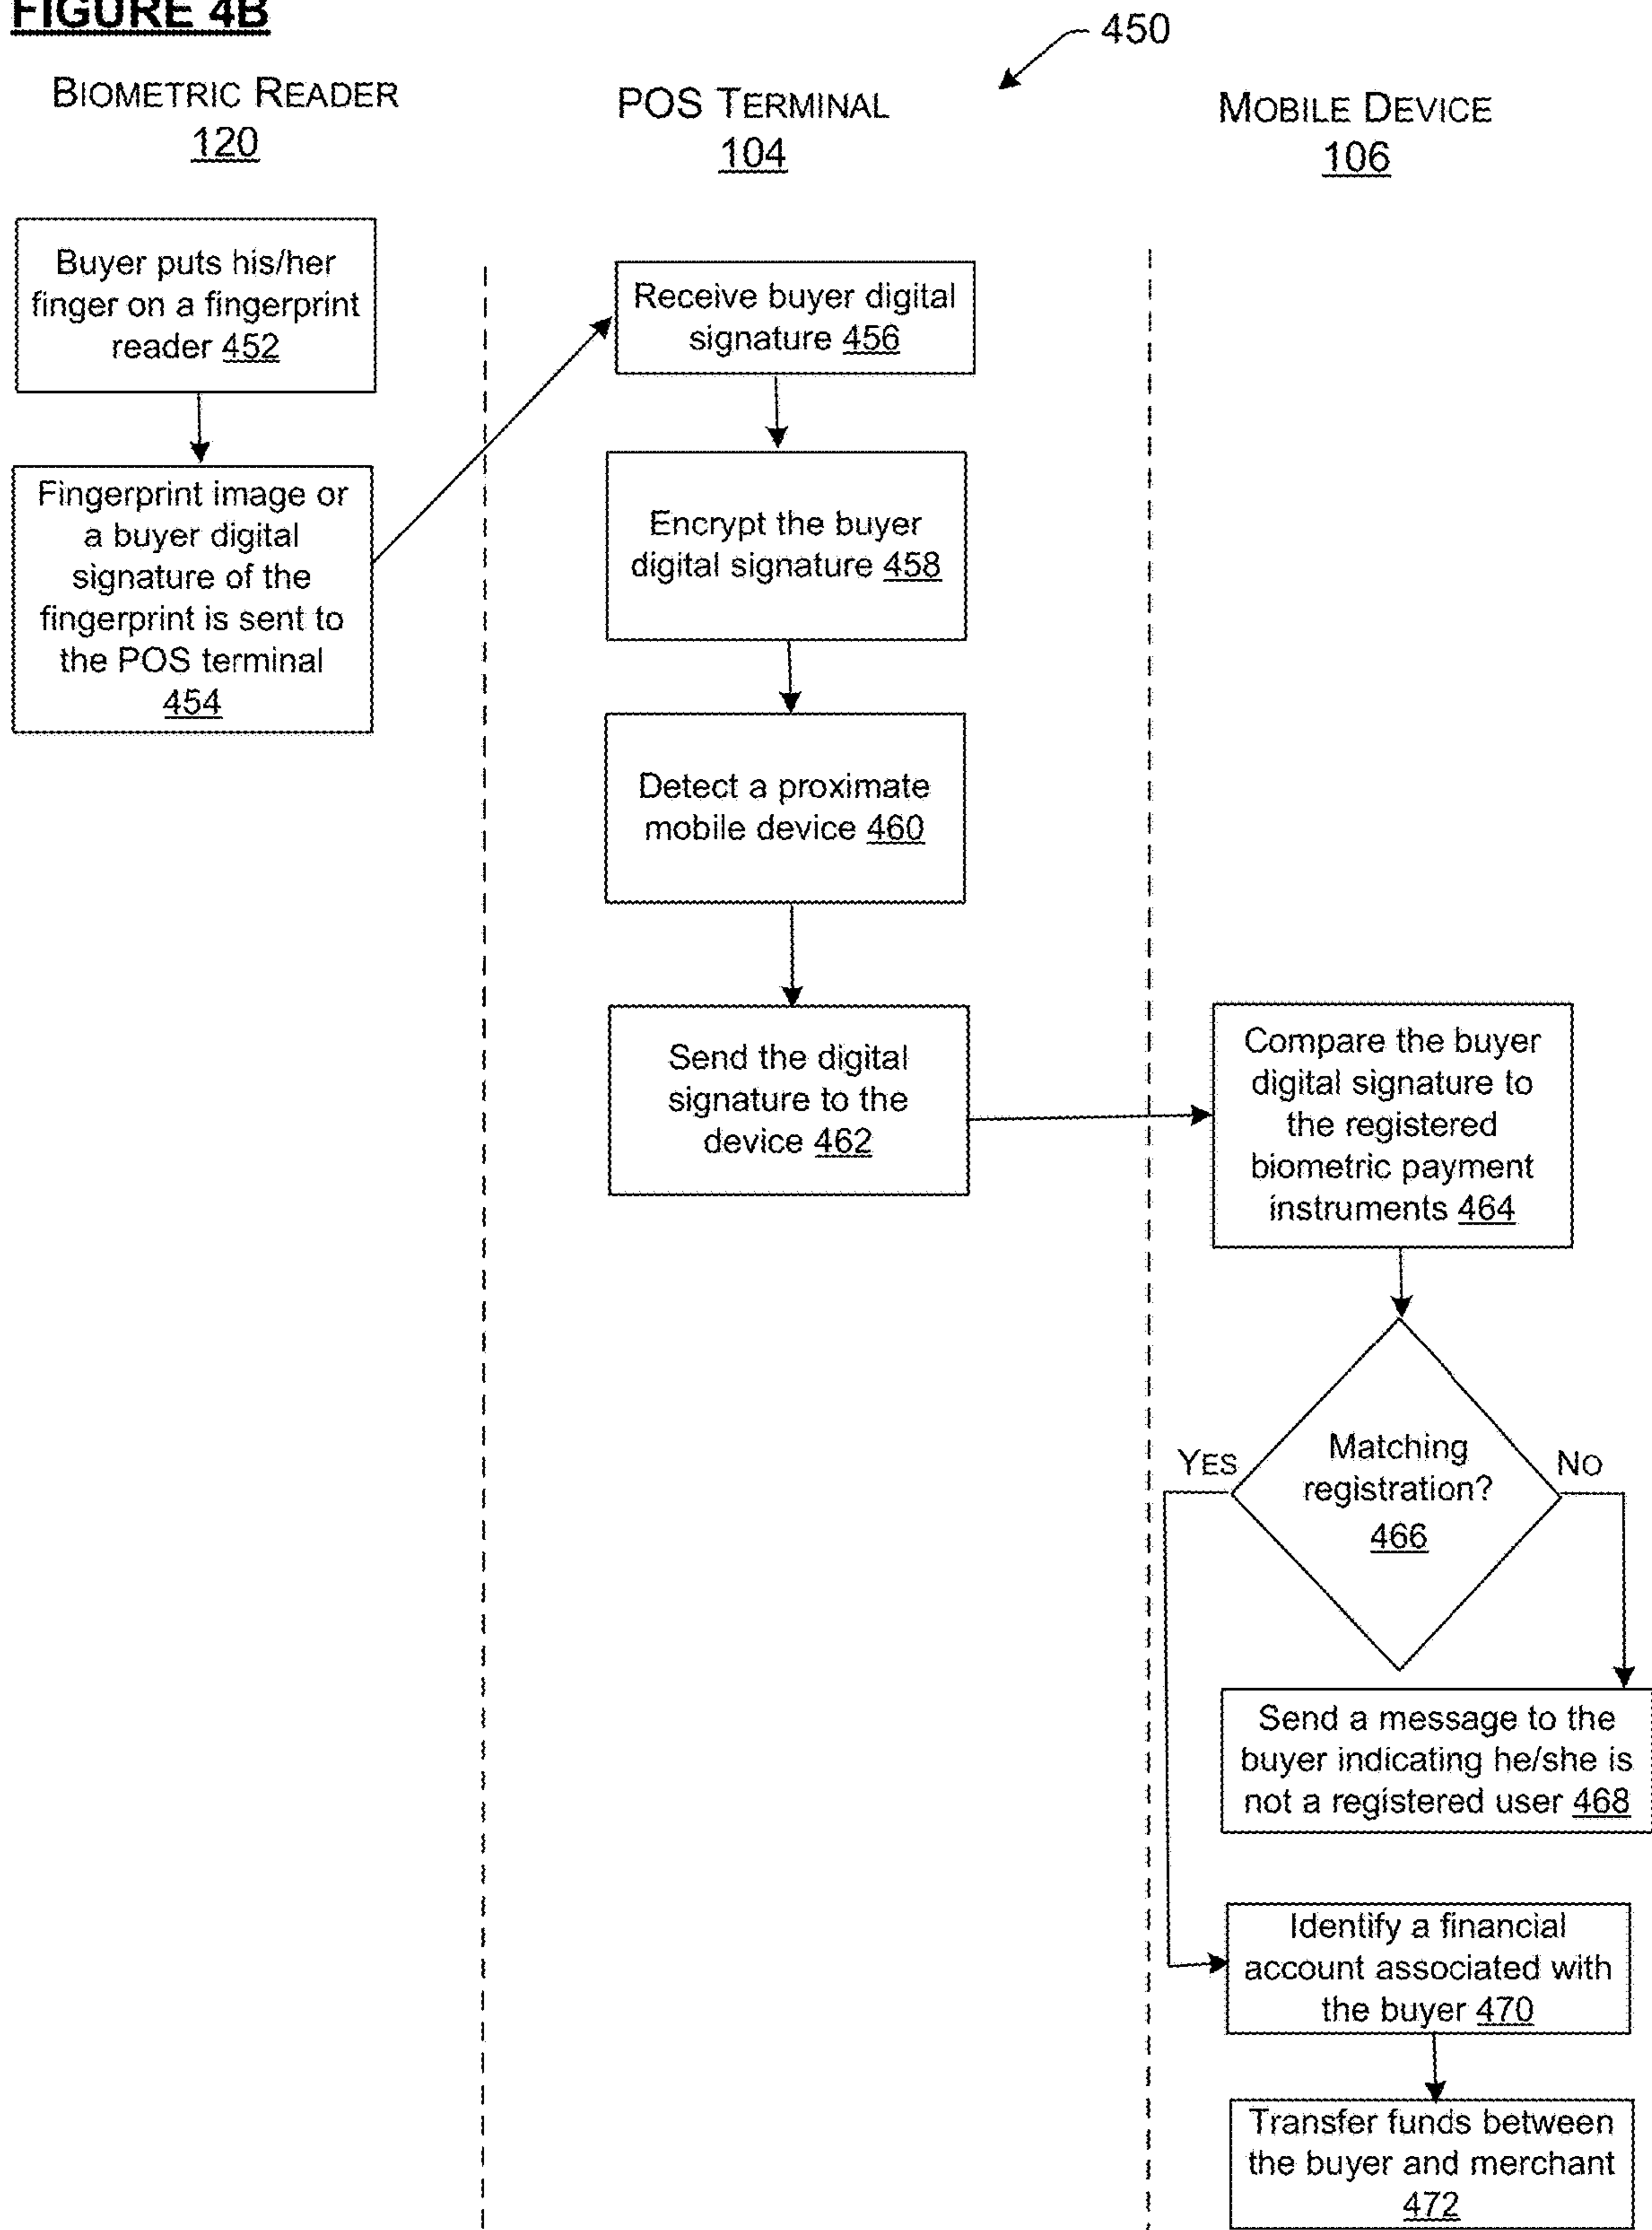 FIGURE 4B
450
BIOMETRIC READER
120
POS TERMINAL
104
MOBILE DEVICE
106
Buyer puts his/her
finger on a fingerprint
reader 452
Fingerprint image or
a buyer digital
signature of the
fingerprint is sent to
the POS terminal
454
Receive buyer digital
signature 456
Encrypt the buyer
digital signature 458
Detect a proximate
mobile device 460
Send the digital
signature to the
device 462
Compare the buyer
digital signature to
the registered
biometric payment
instruments 464
Matching
registration?
466
YES
NO
Send a message to the
buyer indicating he/she is
not a registered user 468
Identify a financial
account associated with
the buyer 470
Transfer funds between
the buyer and merchant
472